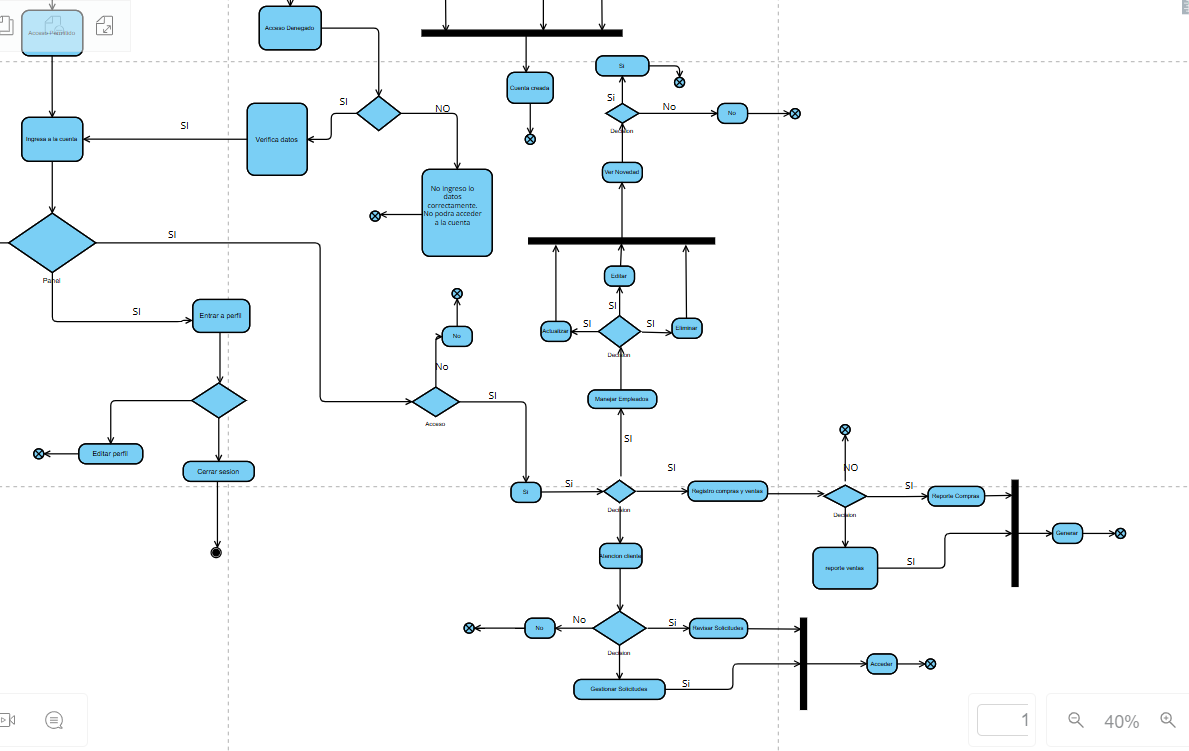 Acceso Permitido
Acceso Denegado
Si
Cuenta creada
SI
NO
Si
No
No
Ingresa a la cuenta
SI
Verifica datos
Decision
Ver Novedad
No ingreso lo
datos
correctamente.
No podra acceder
a la cuenta
SI
Panel
Editar
SI
Entrar a perfil
SI
Actualizar
SI
SI
Eliminar
No
Decision
No
SI
Manejar Empleados
Acceso
SI
Editar perfil
Cerrar sesion
SI
NO
Si
Si
SI
Registro compras y ventas
SI
Reporte Compras
Decision
Decision
Generar
Atencion cliente
reporte ventas
SI
No
No
Si
Revisar Solicitudes
Decision
Acceder
Gestionar Solicitudes
Si
1
40%